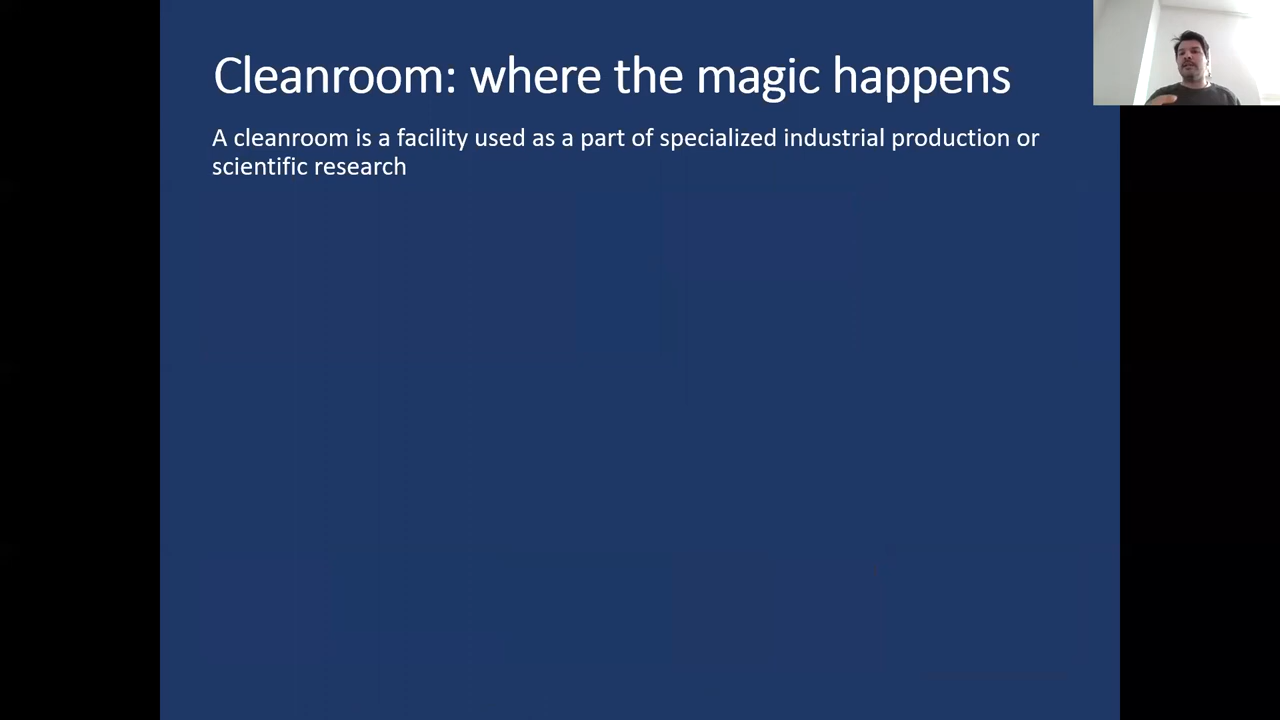 Cleanroom: where the magic happens
A cleanroom is a facility used as a part of specialized industrial production or
scientific research